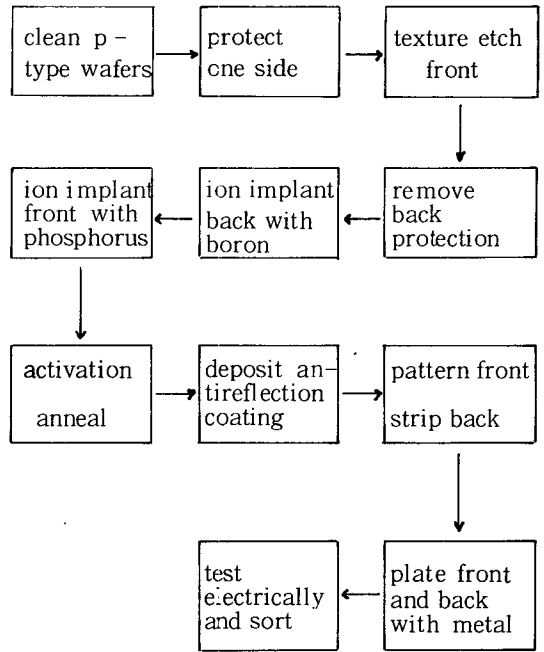 clean p-
type wafers
protect
one side
texture etch
front
remove
back
protection
ion implant
back with
boron
ion implant
front with
phosphorus
activation
anneal
deposit an-
tireflection
coating
pattern front
strip back
plate front
and back
with metal
test
electrically
and sort